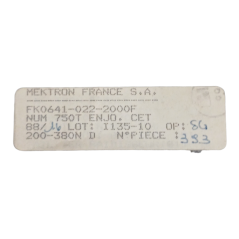 MEKTRON FRANCE S.A.
FK0641-022-2000F
NUM 750T ENJO. CET
88/16 LOT: I135-10 OP: 56
200-380N D N°PIECE : 353